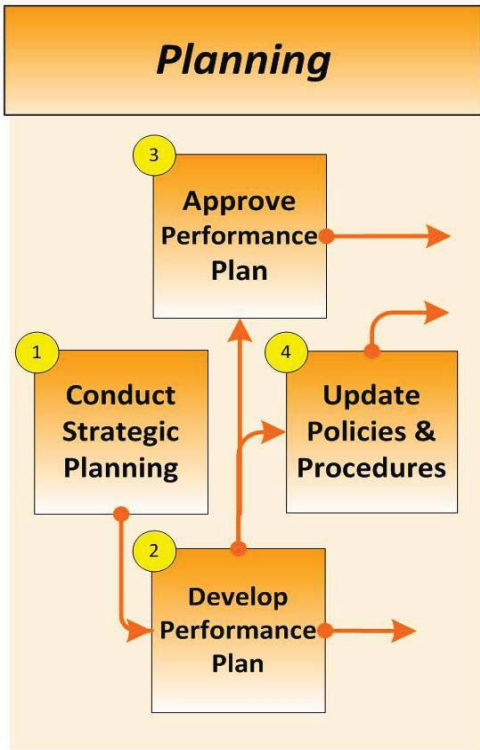 Planning
3
Approve
Performance
Plan
1
Conduct
Strategic
Planning
4
Update
Policies &
Procedures
2
Develop
Performance
Plan